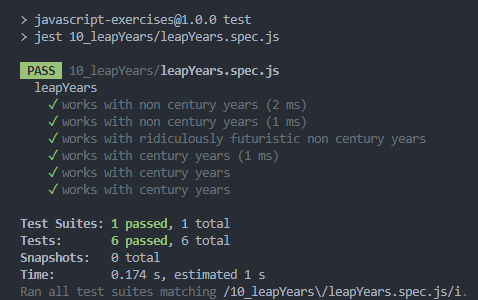 > javascript-exercises@1.0.0 test
> jest 10_leapYears/leapYears.spec.js
PASS 10_leapYears/leapYears.spec.js
leapYears
✓ works with non century years (2 ms)
✓ works with non century years (1 ms)
✓ works with ridiculously futuristic non century years
✓ works with century years (1 ms)
✓ works with century years
✓ works with century years
Test Suites: 1 passed, 1 total
Tests: 6 passed, 6 total
Snapshots: 0 total
Time: 0.174 s, estimated 1 s
Ran all test suites matching /10_leapYears\/leapYears.spec.js/i.